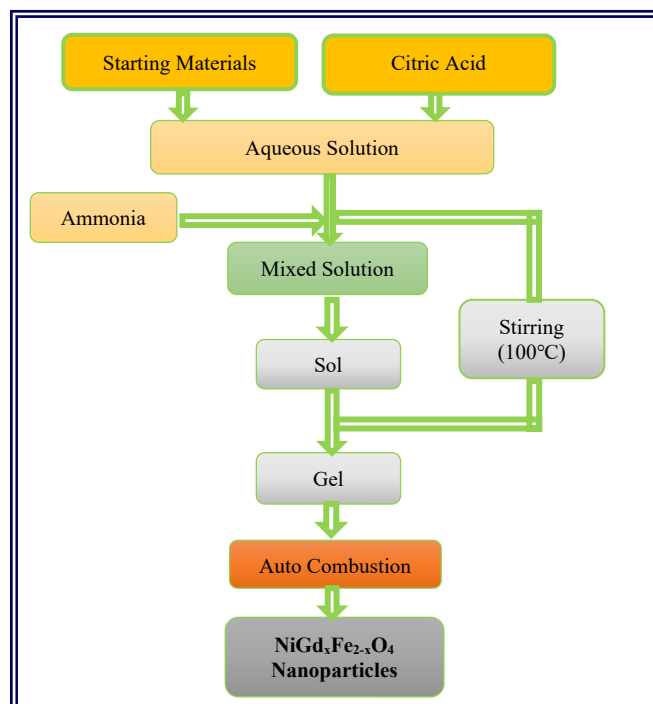 Starting Materials
Citric Acid
Aqueous Solution
Ammonia
Mixed Solution
Stirring
(100℃)
Sol
Gel
Auto Combustion
NiGdₓFe₂₋ₓO₄
Nanoparticles